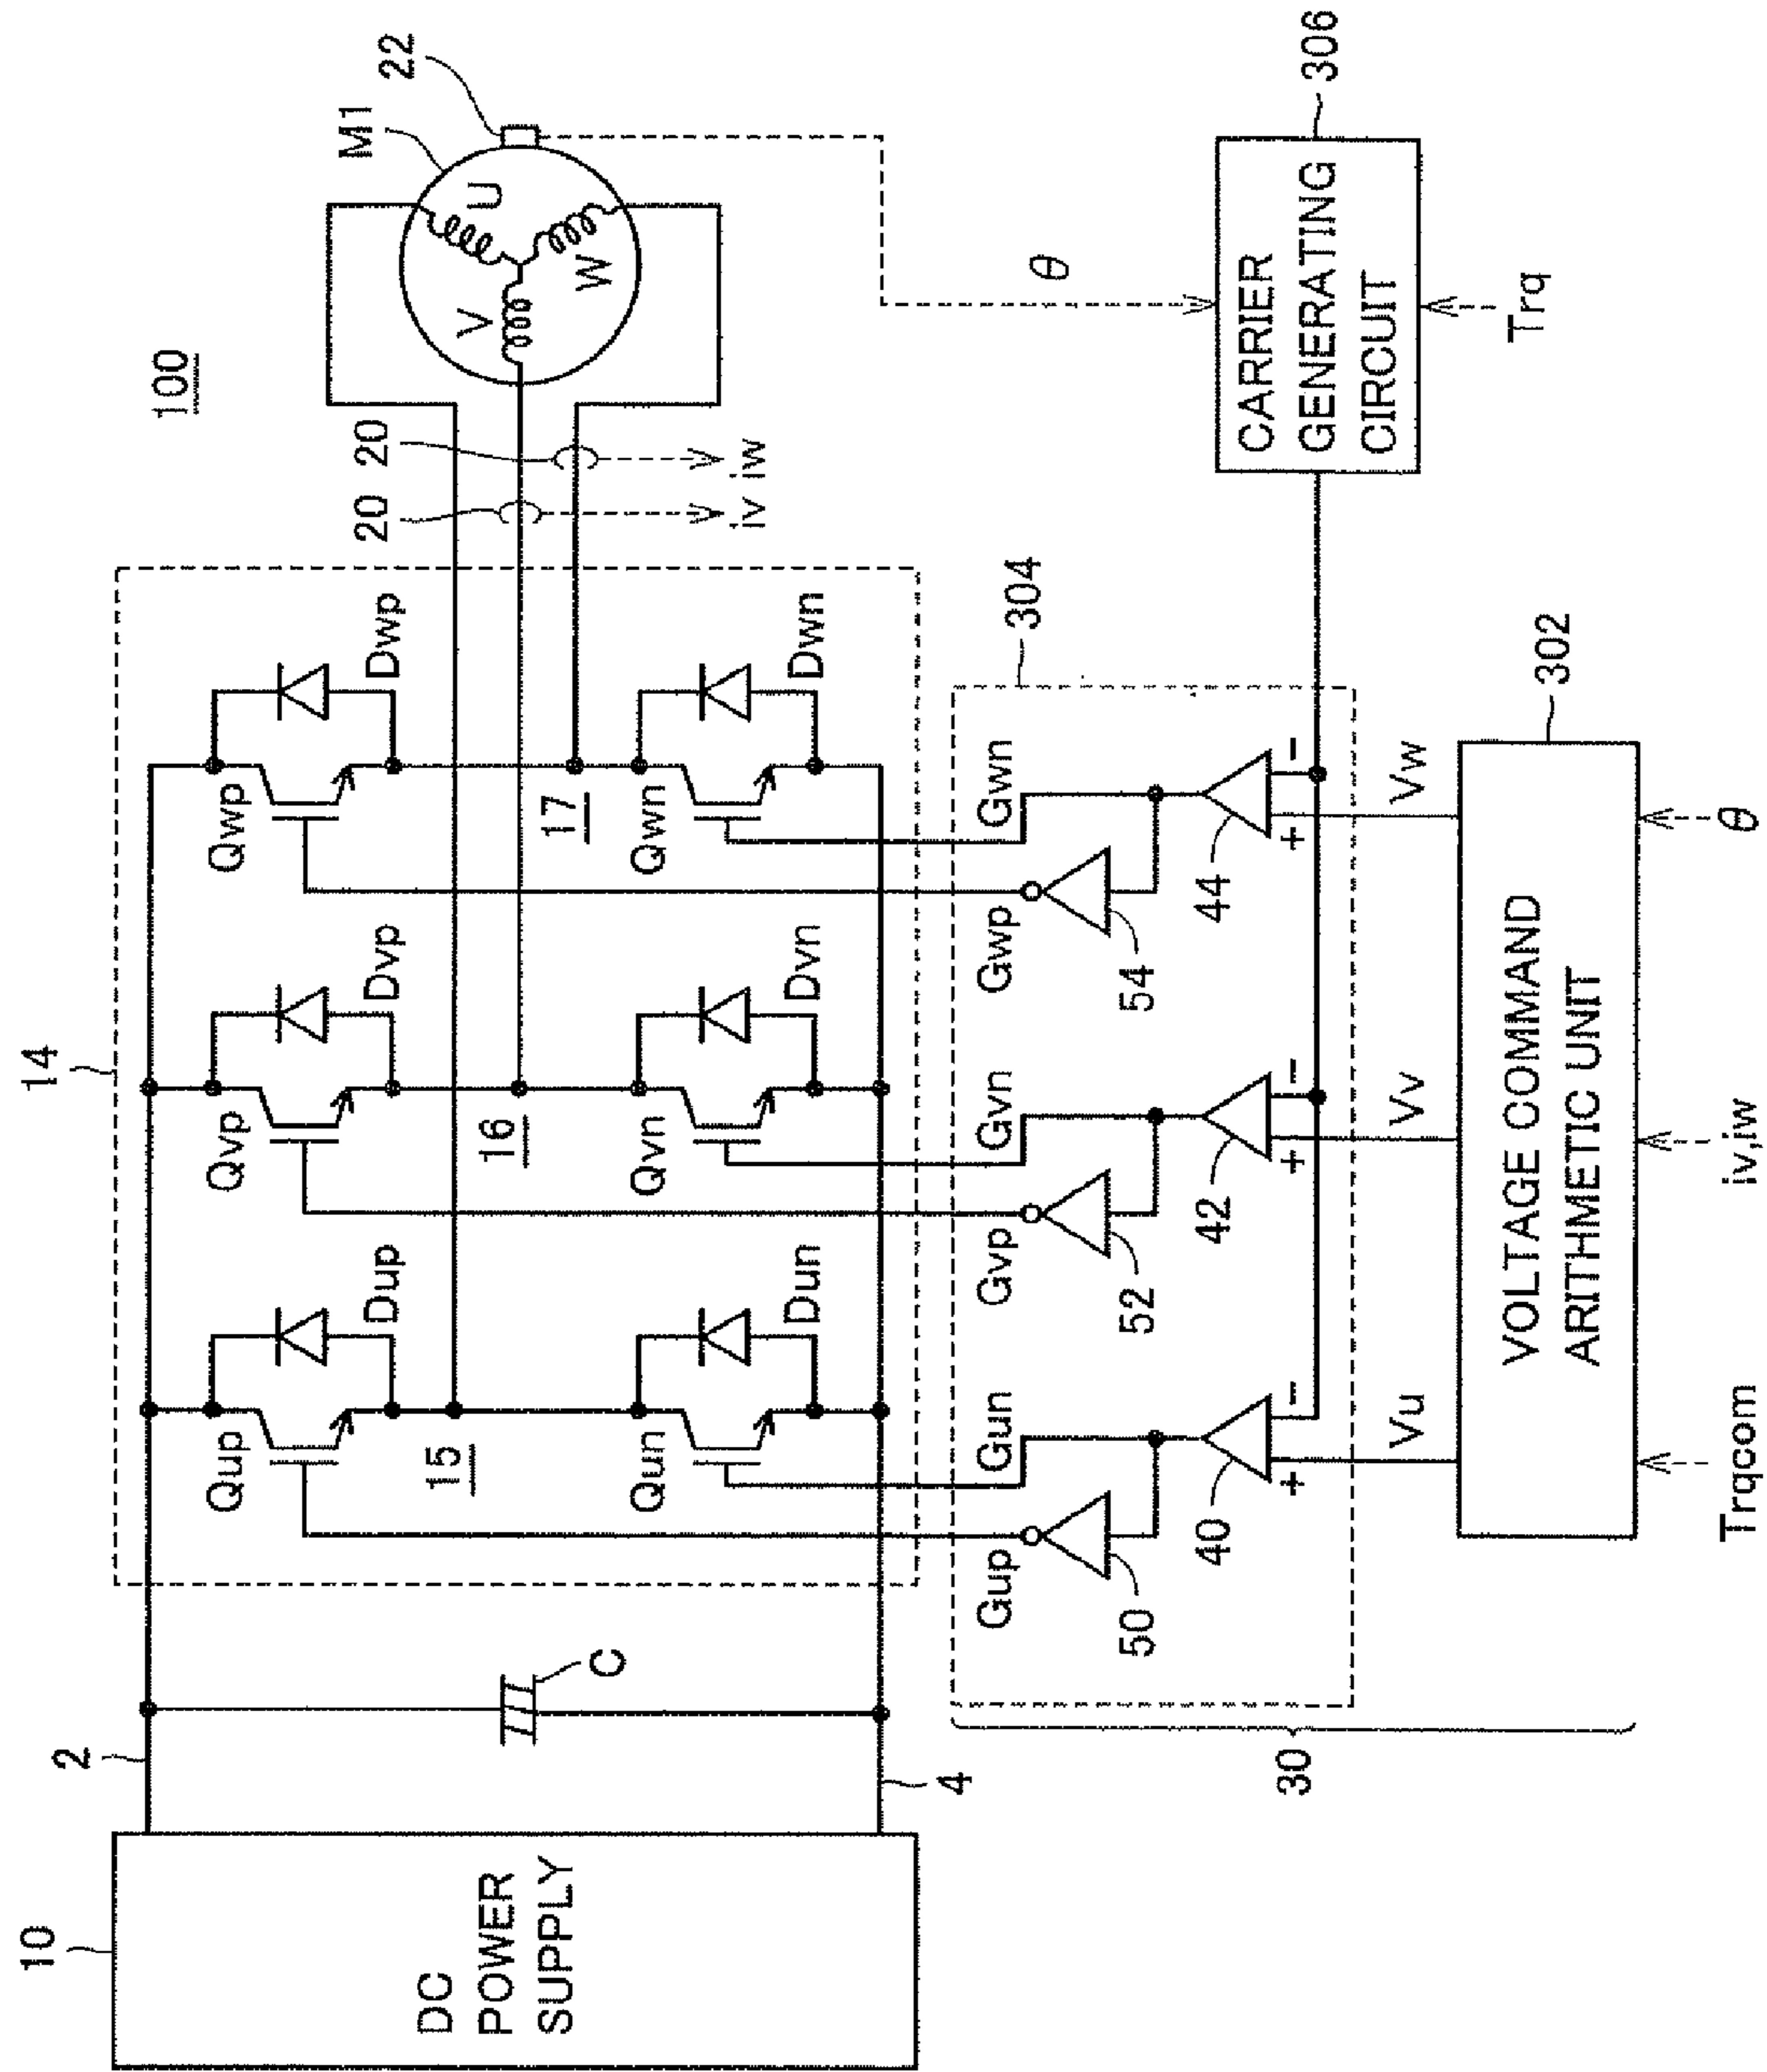 100
10
DC
POWER
SUPPLY
2
4
C
14
Qup
Dup
Qvp
Dvp
Qwp
Dwp
15
16
17
Qun
Dun
Qvn
Dvn
Qwn
Dwn
20
20
iv
iw
M1
U
V
W
22
θ
30
304
Gup
Gun
Gvp
Gvn
Gwp
Gwn
50
52
54
40
42
44
+
-
+
-
+
-
Vu
Vv
Vw
302
VOLTAGE COMMAND
ARITHMETIC UNIT
Trqcom
iv,iw
θ
306
CARRIER
GENERATING
CIRCUIT
Trq